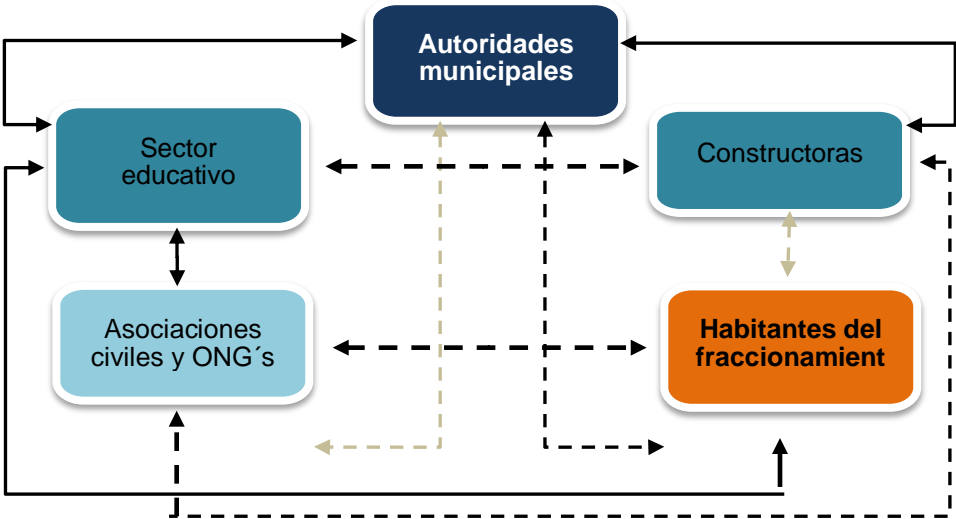 Autoridades
municipales
Sector
educativo
Constructoras
Asociaciones
civiles y ONG´s
Habitantes del
fraccionamient